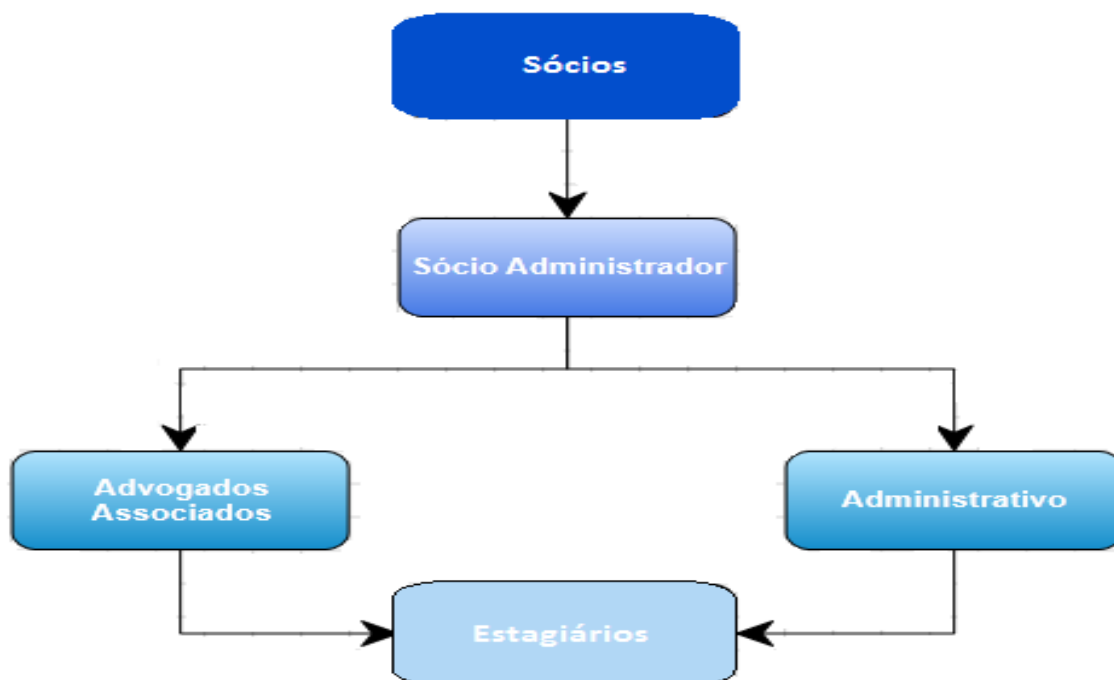 Sócios
Sócio Administrador
Advogados
Associados
Administrativo
Estagiários